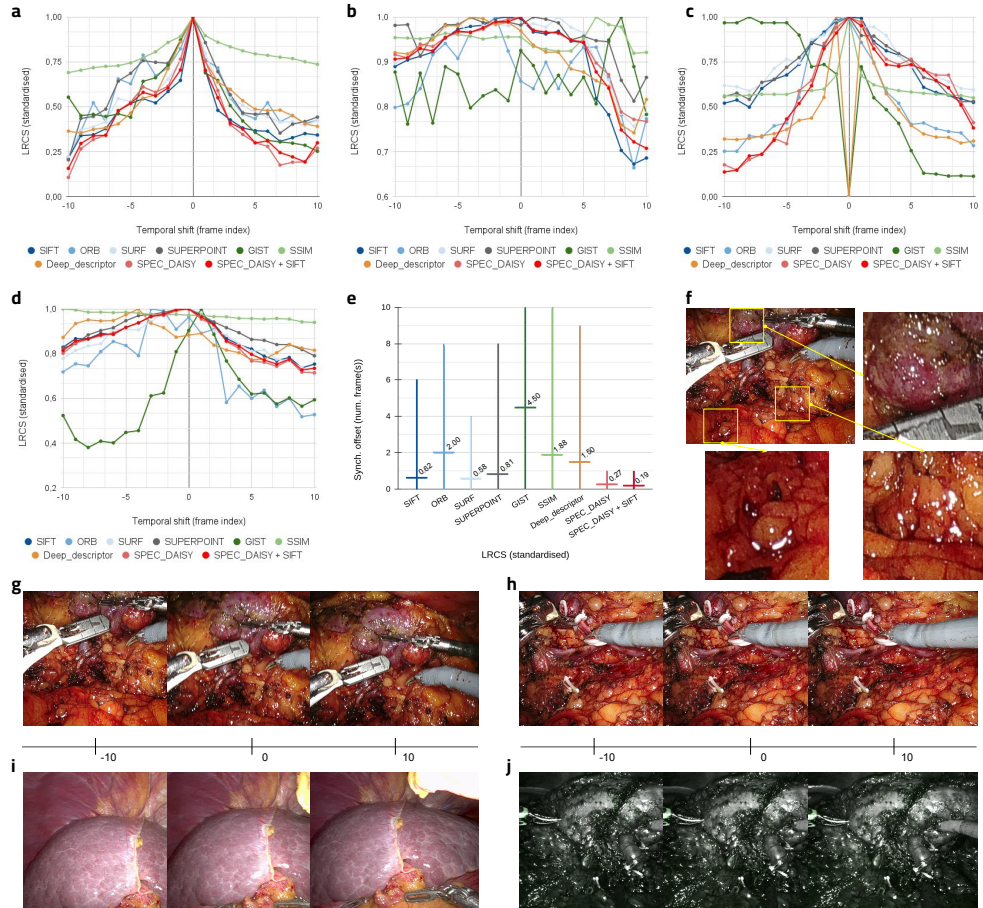 a
1,00
0,75
0,50
0,25
0,00
LRCS (standardised)
-10 -5 0 5 10
Temporal shift (frame index)
SIFT ORB SURF SUPERPOINT GIST SSIM
Deep_descriptor SPEC_DAISY SPEC_DAISY + SIFT
b
1,0
0,9
0,8
0,7
0,6
LRCS (standardised)
-10 -5 0 5 10
Temporal shift (frame index)
SIFT ORB SURF SUPERPOINT GIST SSIM
Deep_descriptor SPEC_DAISY SPEC_DAISY + SIFT
c
1,00
0,75
0,50
0,25
0,00
LRCS (standardised)
-10 -5 0 5 10
Temporal shift (frame index)
SIFT ORB SURF SUPERPOINT GIST SSIM
Deep_descriptor SPEC_DAISY SPEC_DAISY + SIFT
d
1,0
0,8
0,6
0,4
0,2
LRCS (standardised)
-10 -5 0 5 10
Temporal shift (frame index)
SIFT ORB SURF SUPERPOINT GIST SSIM
Deep_descriptor SPEC_DAISY SPEC_DAISY + SIFT
e
10
8
6
4
2
0
Synch. offset (num. frame(s))
0.62
2.00
0.58
0.81
4.50
1.88
1.50
0.27
0.19
SIFT
ORB
SURF
SUPERPOINT
GIST
SSIM
Deep_descriptor
SPEC_DAISY
SPEC_DAISY + SIFT
LRCS (standardised)
f
g
h
-10 0 10
-10 0 10
i
j